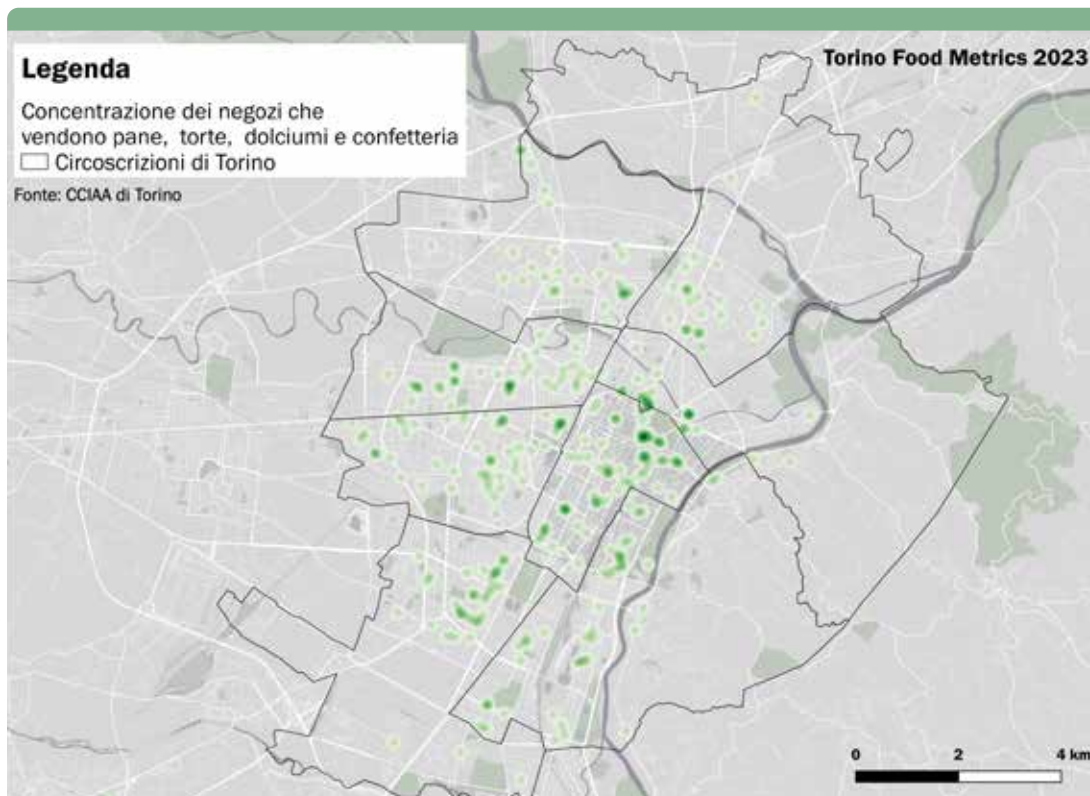 Legenda
Torino Food Metrics 2023
Concentrazione dei negozi che
vendono pane, torte, dolciumi e confetteria
Circoscrizioni di Torino
Fonte: CCIAA di Torino
0 2 4 km